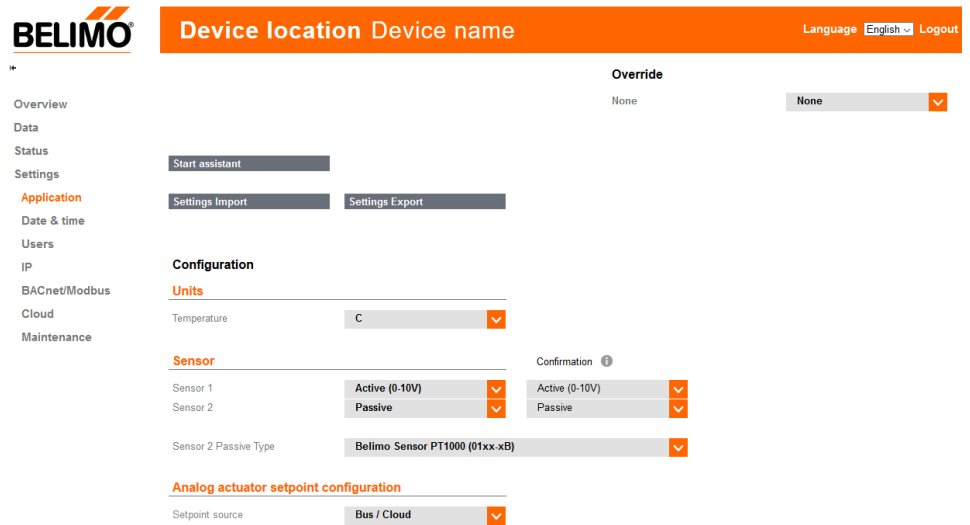 BELIMO®
Device location Device name
Language English Logout
Override
None None
Overview
Data
Status
Settings
Application
Date & time
Users
IP
BACnet/Modbus
Cloud
Maintenance
Start assistant
Settings Import Settings Export
Configuration
Units
Temperature C
Sensor Confirmation i
Sensor 1 Active (0-10V) Active (0-10V)
Sensor 2 Passive Passive
Sensor 2 Passive Type Belimo Sensor PT1000 (01xx-xB)
Analog actuator setpoint configuration
Setpoint source Bus / Cloud